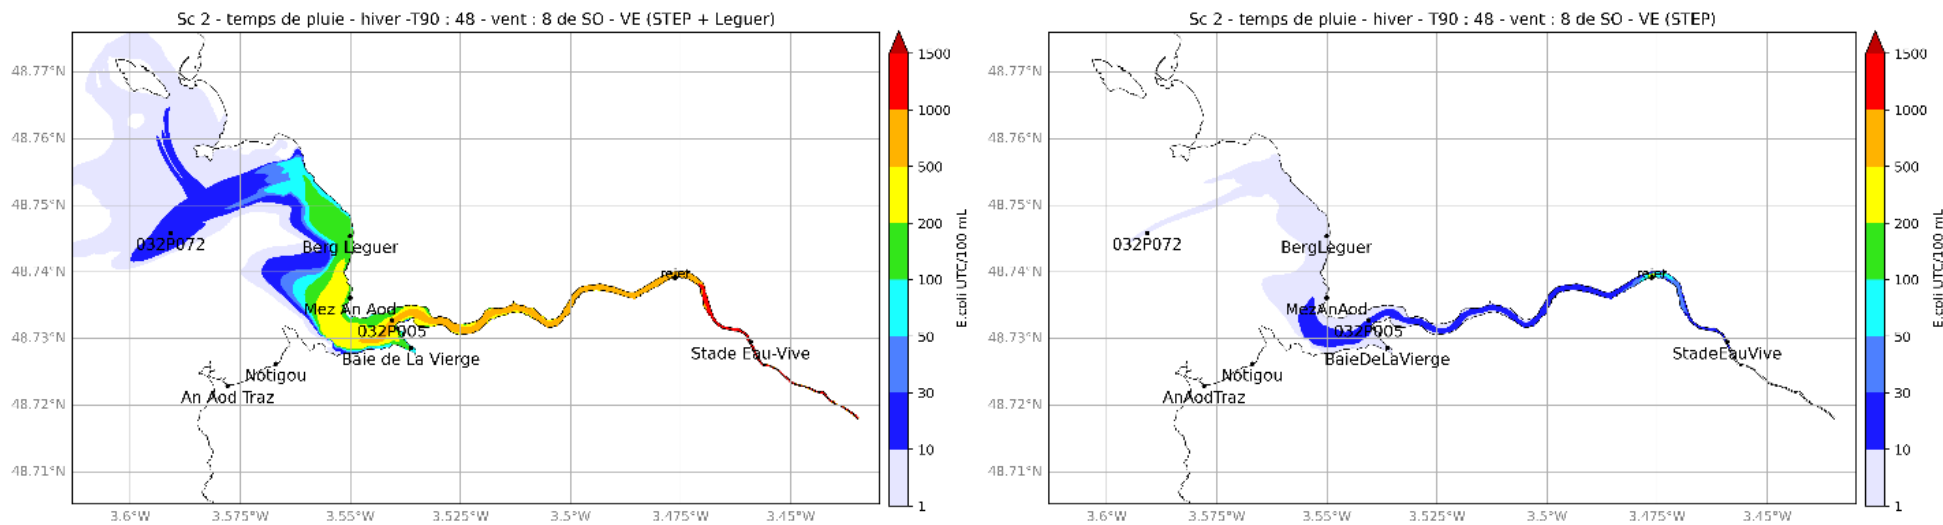 Sc 2 - temps de pluie - hiver -T90 : 48 - vent : 8 de SO - VE (STEP + Leguer)
48.77°N
48.76°N
48.75°N
48.74°N
48.73°N
48.72°N
48.71°N
3.6°W
3.575°W
3.55°W
3.525°W
3.5°W
3.475°W
3.45°W
032P072
Berg Leguer
rejet
Mez An Aod
032P005
Baie de La Vierge
Stade Eau-Vive
Notigou
An Aod Traz
1500
1000
500
200
100
50
30
10
1
E.coli UTC/100 mL
Sc 2 - temps de pluie - hiver - T90 : 48 - vent : 8 de SO - VE (STEP)
48.77°N
48.76°N
48.75°N
48.74°N
48.73°N
48.72°N
48.71°N
3.6°W
3.575°W
3.55°W
3.525°W
3.5°W
3.475°W
3.45°W
032P072
BergLeguer
rejet
MezAnAod
032P005
BaieDeLaVierge
StadeEauVive
Notigou
AnAodTraz
1500
1000
500
200
100
50
30
10
1
E.coli UTC/100 mL